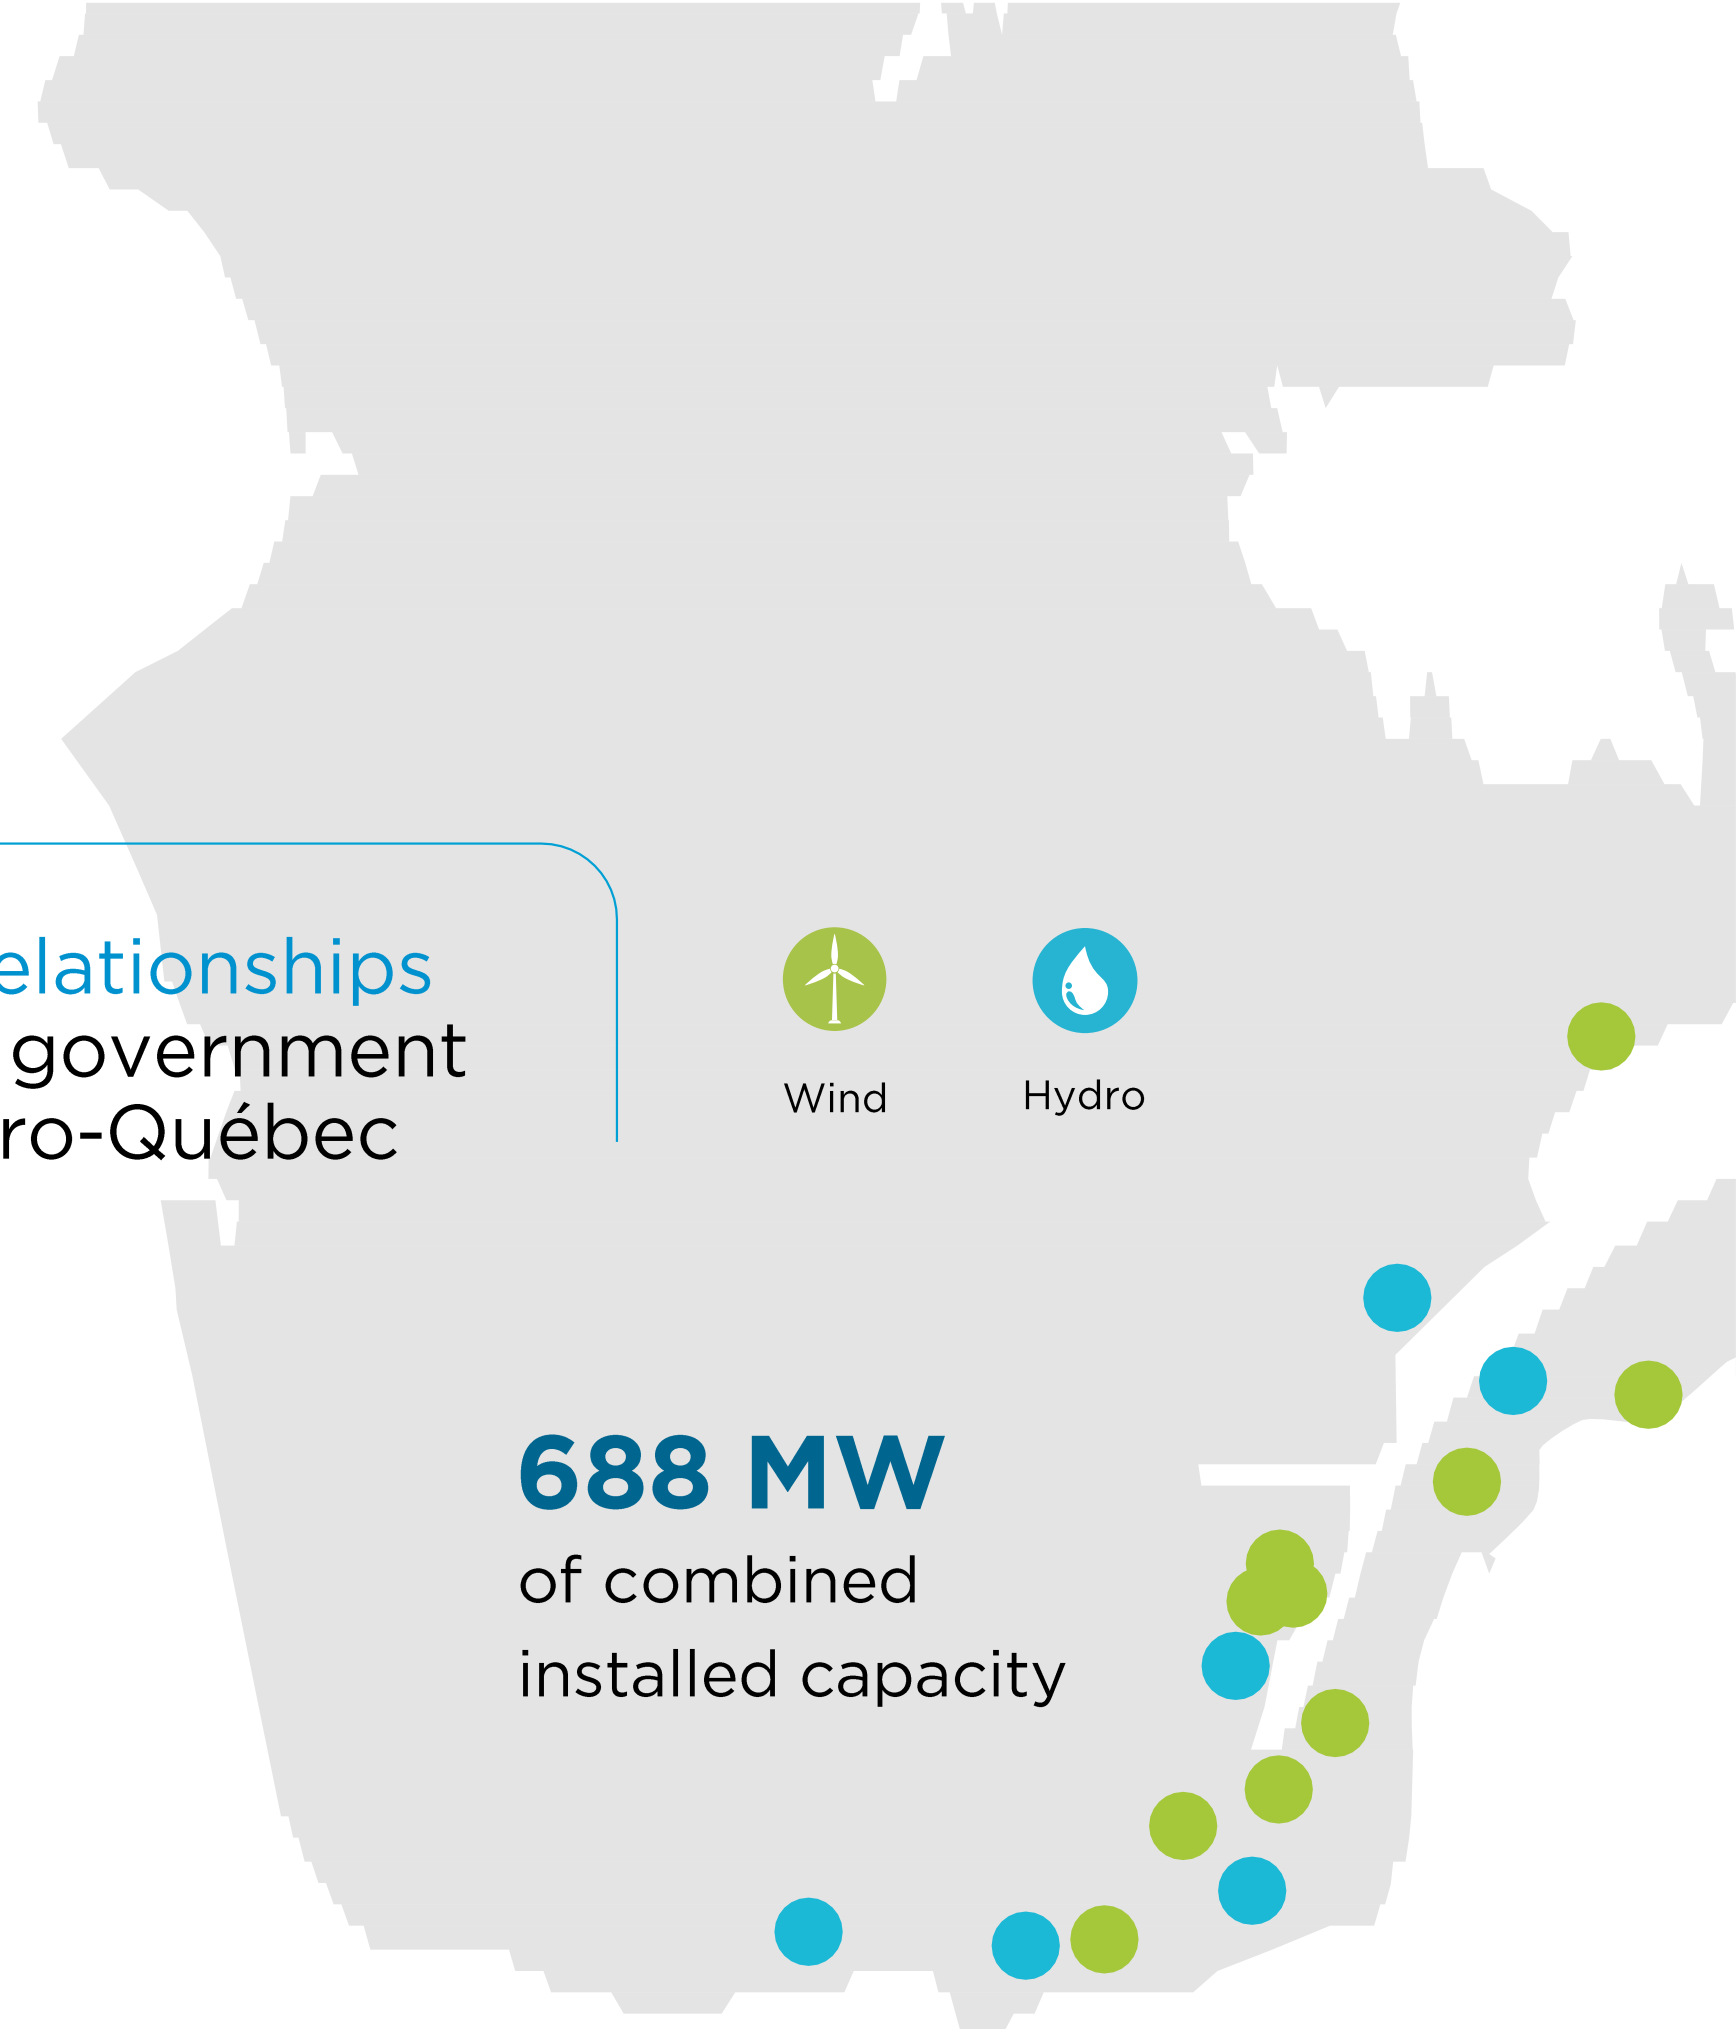 elationships
government
ro-Québec
Wind
Hydro
688 MW
of combined
installed capacity